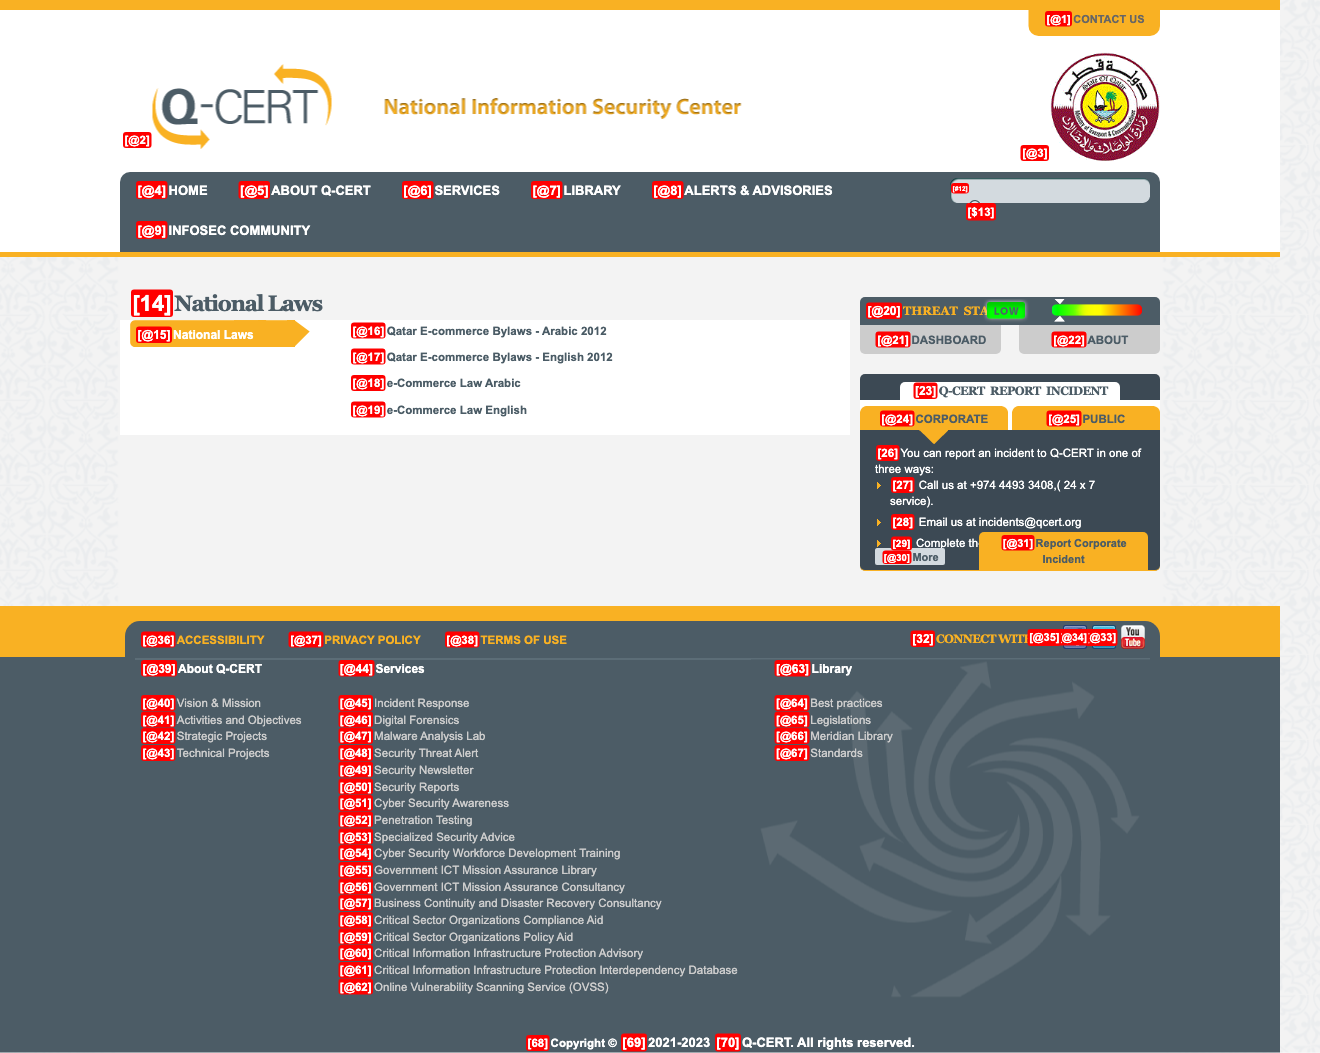 [@1] CONTACT US
Q-CERT
National Information Security Center
[@2]
[@3]
[@4] HOME [@5] ABOUT Q-CERT [@6] SERVICES [@7] LIBRARY [@8] ALERTS & ADVISORIES
[$12]
[$13]
[@9] INFOSEC COMMUNITY
[14] National Laws
[@15] National Laws
[@16] Qatar E-commerce Bylaws - Arabic 2012
[@17] Qatar E-commerce Bylaws - English 2012
[@18] e-Commerce Law Arabic
[@19] e-Commerce Law English
[@20] THREAT STA LOW
[@21] DASHBOARD [@22] ABOUT
[23] Q-CERT REPORT INCIDENT
[@24] CORPORATE [@25] PUBLIC
[26] You can report an incident to Q-CERT in one of
three ways:
[27] Call us at +974 4493 3408,( 24 x 7
service).
[28] Email us at incidents@qcert.org
[29] Complete th
[@30] More
[@31] Report Corporate
Incident
[@36] ACCESSIBILITY [@37] PRIVACY POLICY [@38] TERMS OF USE
[32] CONNECT WITH [@35] [@34] [@33] You Tube
[@39] About Q-CERT
[@40] Vision & Mission
[@41] Activities and Objectives
[@42] Strategic Projects
[@43] Technical Projects
[@44] Services
[@45] Incident Response
[@46] Digital Forensics
[@47] Malware Analysis Lab
[@48] Security Threat Alert
[@49] Security Newsletter
[@50] Security Reports
[@51] Cyber Security Awareness
[@52] Penetration Testing
[@53] Specialized Security Advice
[@54] Cyber Security Workforce Development Training
[@55] Government ICT Mission Assurance Library
[@56] Government ICT Mission Assurance Consultancy
[@57] Business Continuity and Disaster Recovery Consultancy
[@58] Critical Sector Organizations Compliance Aid
[@59] Critical Sector Organizations Policy Aid
[@60] Critical Information Infrastructure Protection Advisory
[@61] Critical Information Infrastructure Protection Interdependency Database
[@62] Online Vulnerability Scanning Service (OVSS)
[@63] Library
[@64] Best practices
[@65] Legislations
[@66] Meridian Library
[@67] Standards
[68] Copyright © [69] 2021-2023 [70] Q-CERT. All rights reserved.